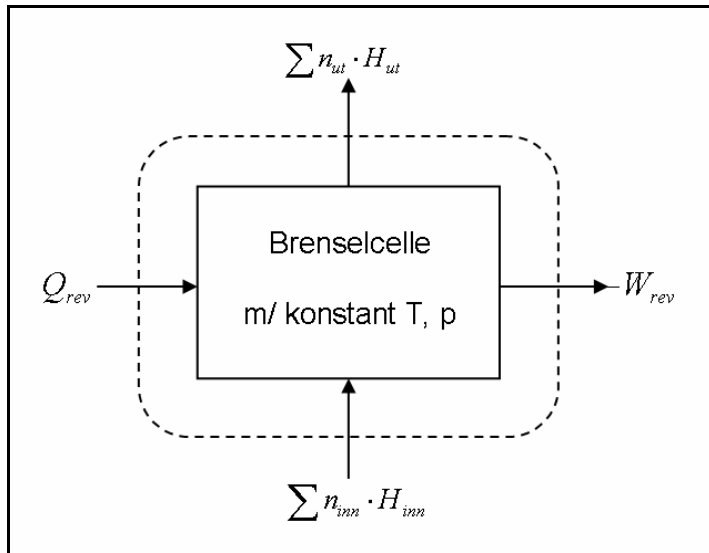 ∑ n_ut · H_ut
Brenselcelle
Q_rev
m/ konstant T, p
W_rev
∑ n_inn · H_inn